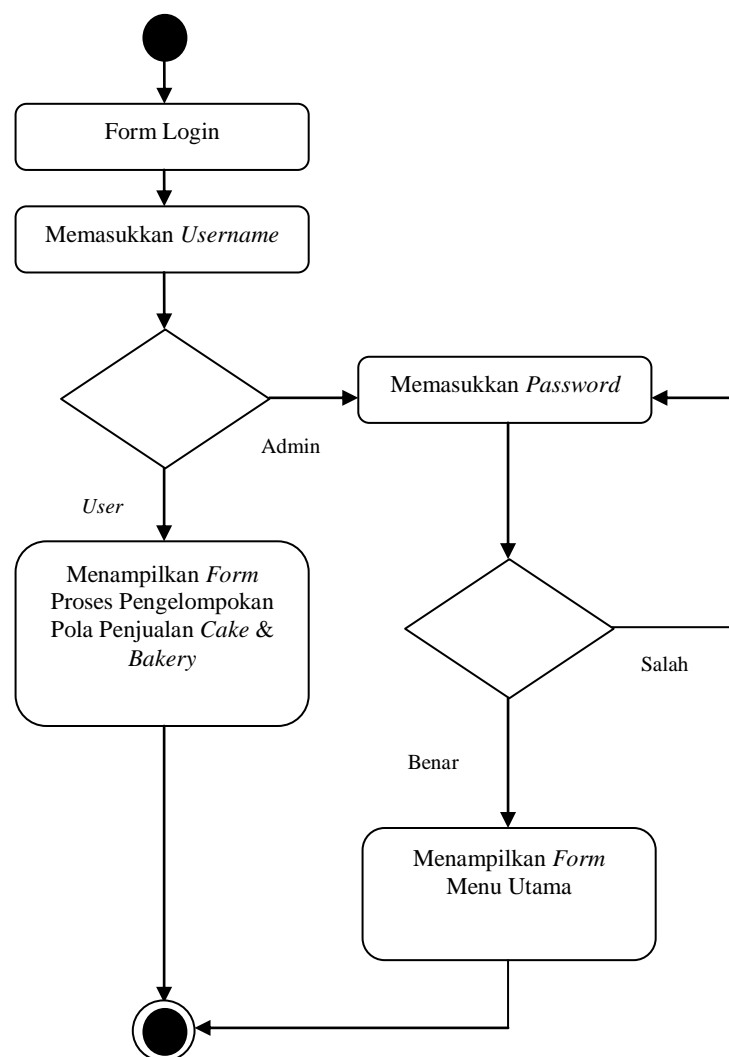 Form Login
Memasukkan Username
Memasukkan Password
Admin
User
Menampilkan Form
Proses Pengelompokan
Pola Penjualan Cake &
Bakery
Salah
Benar
Menampilkan Form
Menu Utama